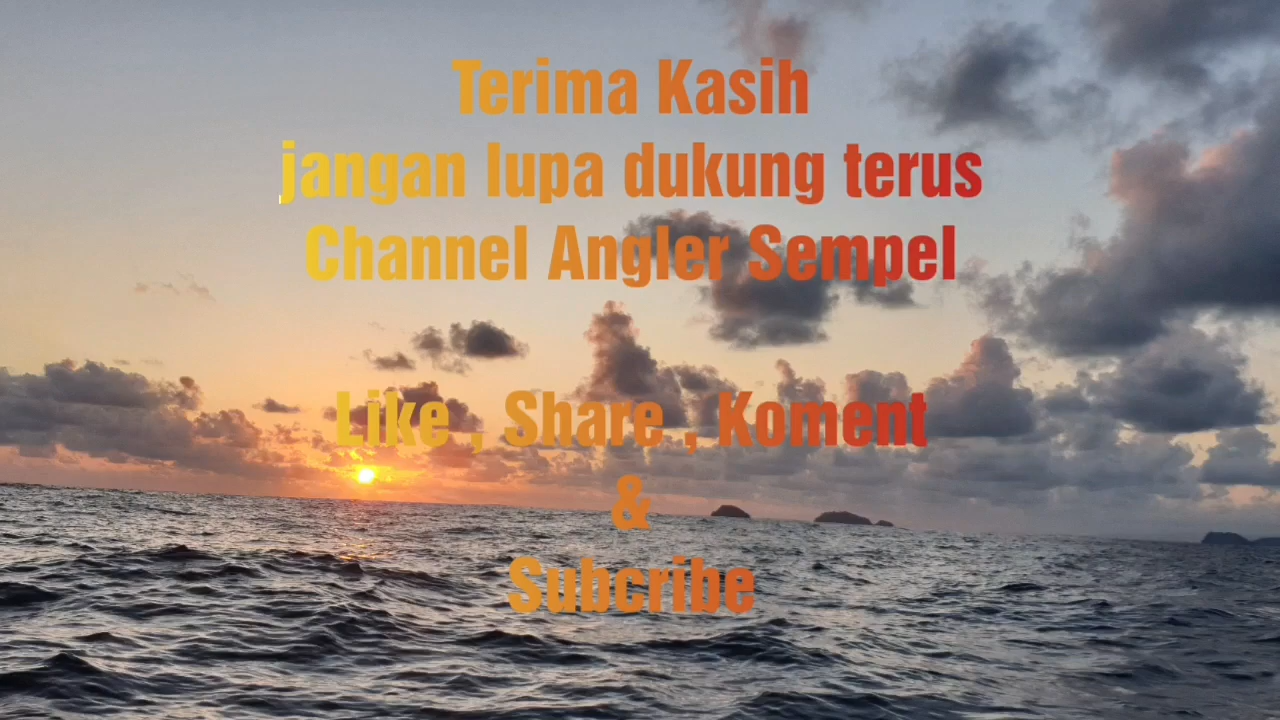 Terima Kasih
jangan lupa dukung terus
Channel Angler Sempel
Like , Share , Koment
&
Subcribe